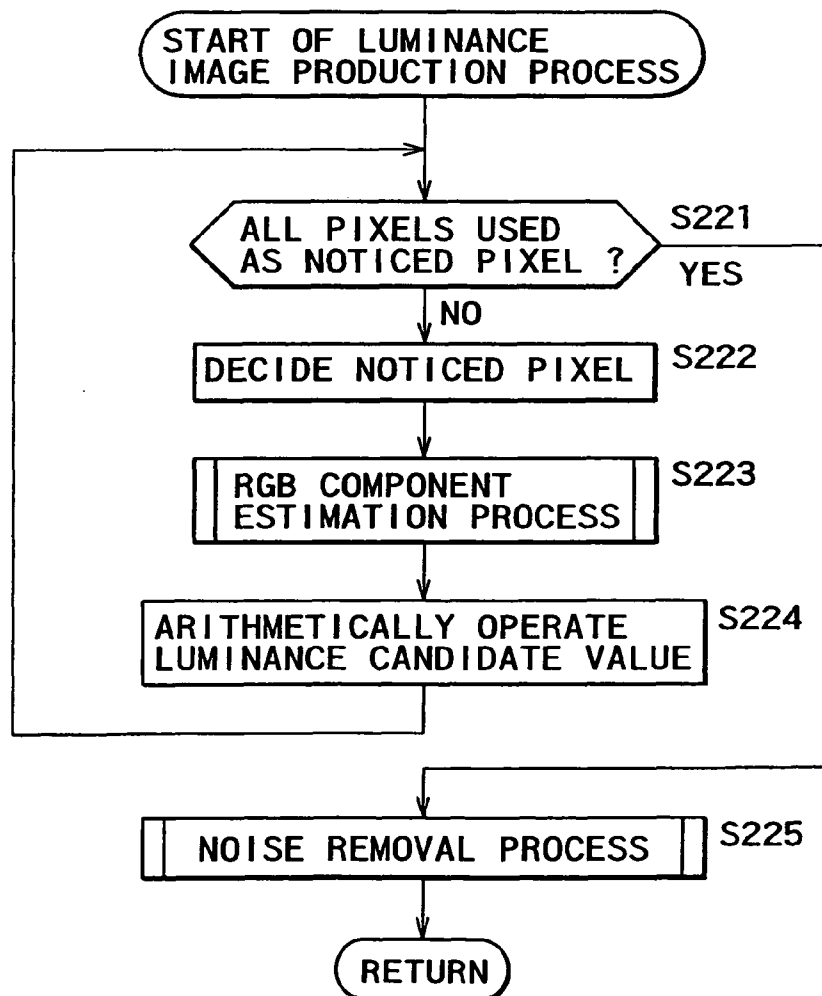 START OF LUMINANCE
IMAGE PRODUCTION PROCESS
ALL PIXELS USED
AS NOTICED PIXEL ?
S221
YES
NO
DECIDE NOTICED PIXEL
S222
RGB COMPONENT
ESTIMATION PROCESS
S223
ARITHMETICALLY OPERATE
LUMINANCE CANDIDATE VALUE
S224
NOISE REMOVAL PROCESS
S225
RETURN